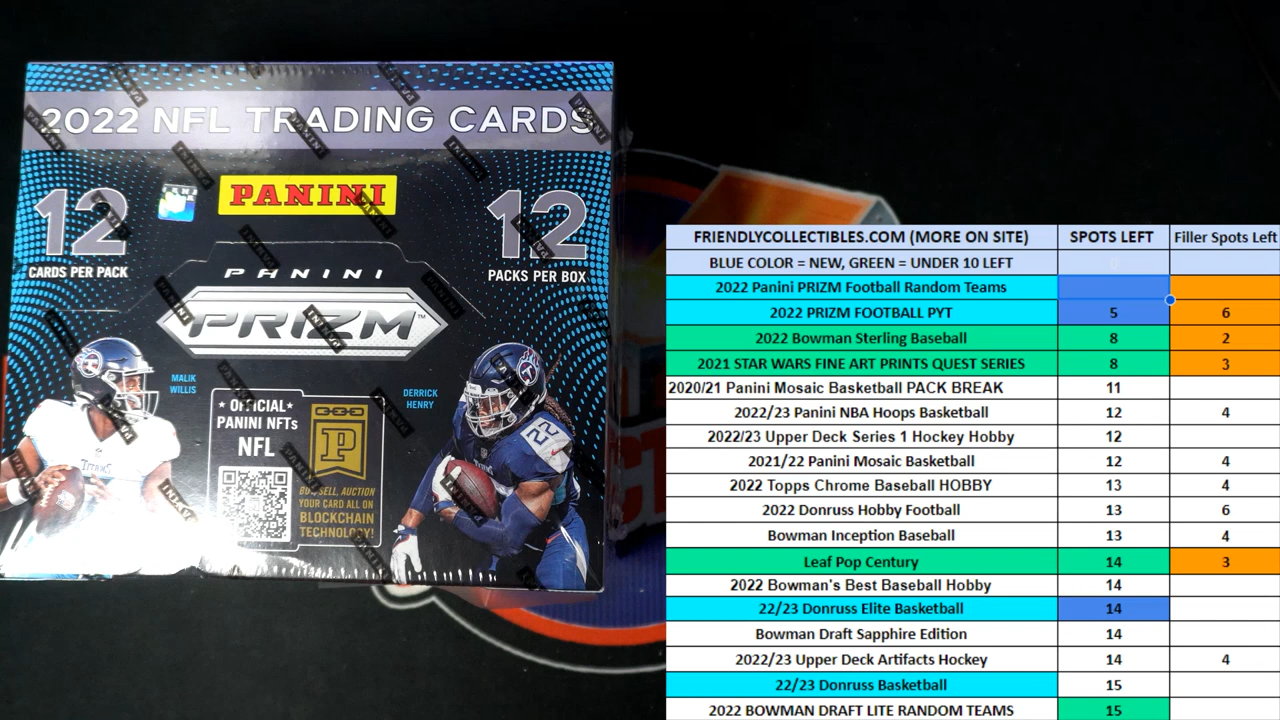 2022 NFL TRADING CARDS
12
CARDS PER PACK
PANINI
12
PACKS PER BOX
PANINI
PRIZM
MALIK
WILLIS
DERRICK
HENRY
OFFICIAL
PANINI NFTs
NFL
P
BUY, SELL, AUCTION
YOUR CARD ALL ON
BLOCKCHAIN
TECHNOLOGY!
TITANS
22
FRIENDLYCOLLECTIBLES.COM (MORE ON SITE) SPOTS LEFT Filler Spots Left
BLUE COLOR = NEW, GREEN = UNDER 10 LEFT 0
2022 Panini PRIZM Football Random Teams
2022 PRIZM FOOTBALL PYT 5 6
2022 Bowman Sterling Baseball 8 2
2021 STAR WARS FINE ART PRINTS QUEST SERIES 8 3
2020/21 Panini Mosaic Basketball PACK BREAK 11
2022/23 Panini NBA Hoops Basketball 12 4
2022/23 Upper Deck Series 1 Hockey Hobby 12
2021/22 Panini Mosaic Basketball 12 4
2022 Topps Chrome Baseball HOBBY 13 4
2022 Donruss Hobby Football 13 6
Bowman Inception Baseball 13 4
Leaf Pop Century 14 3
2022 Bowman's Best Baseball Hobby 14
22/23 Donruss Elite Basketball 14
Bowman Draft Sapphire Edition 14
2022/23 Upper Deck Artifacts Hockey 14 4
22/23 Donruss Basketball 15
2022 BOWMAN DRAFT LITE RANDOM TEAMS 15